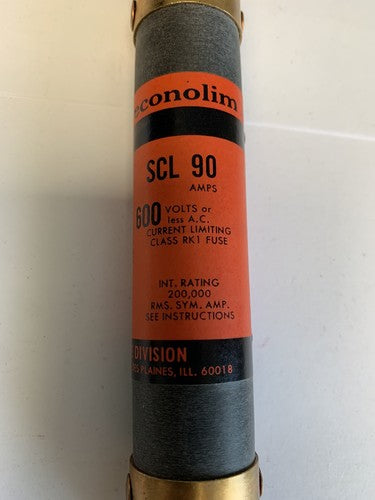 econolim
SCL 90
AMPS
600 VOLTS or
less A.C.
CURRENT LIMITING
CLASS RK1 FUSE
INT. RATING
200,000
RMS. SYM. AMP.
SEE INSTRUCTIONS
DIVISION
ES PLAINES, ILL. 60018